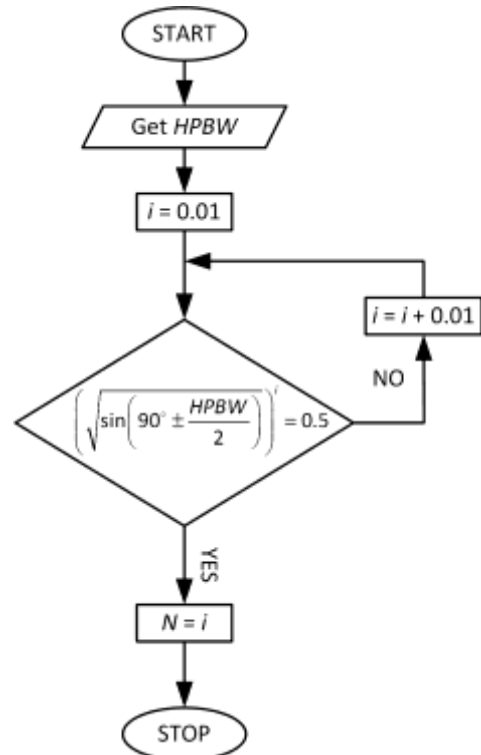 START
Get HPBW
i = 0.01
i = i + 0.01
NO
(√sin(90° ± HPBW/2))^i = 0.5
YES
N = i
STOP